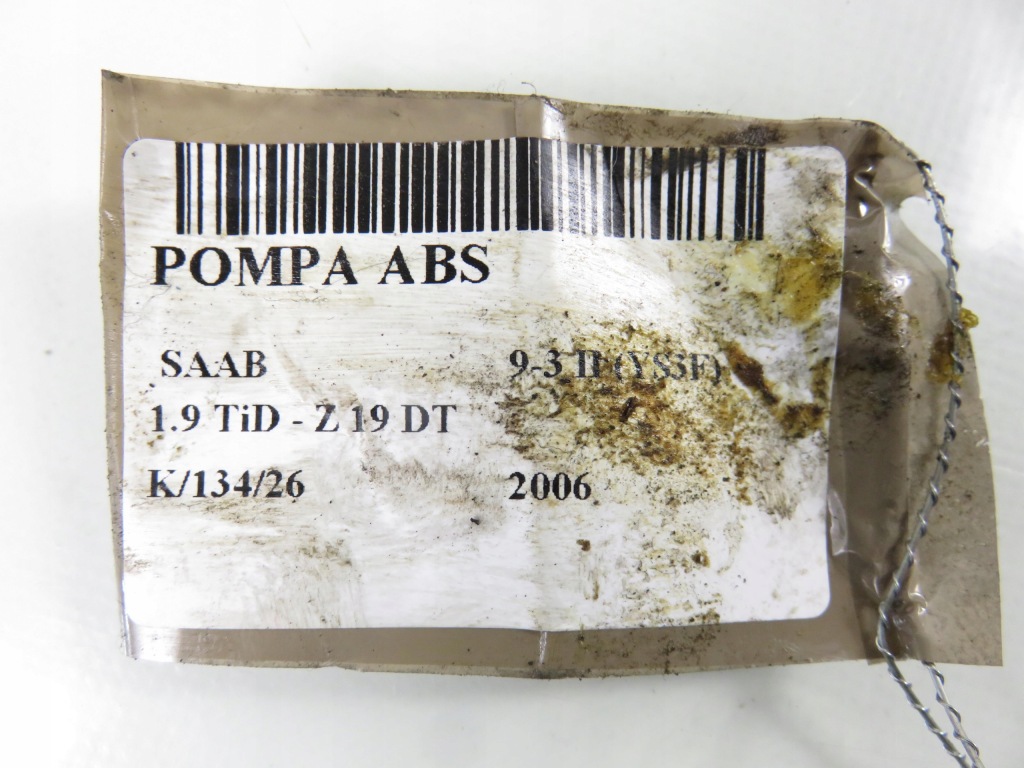 POMPA ABS
SAAB 9-3 II (YS3F)
1.9 TiD - Z 19 DT
K/134/26 2006